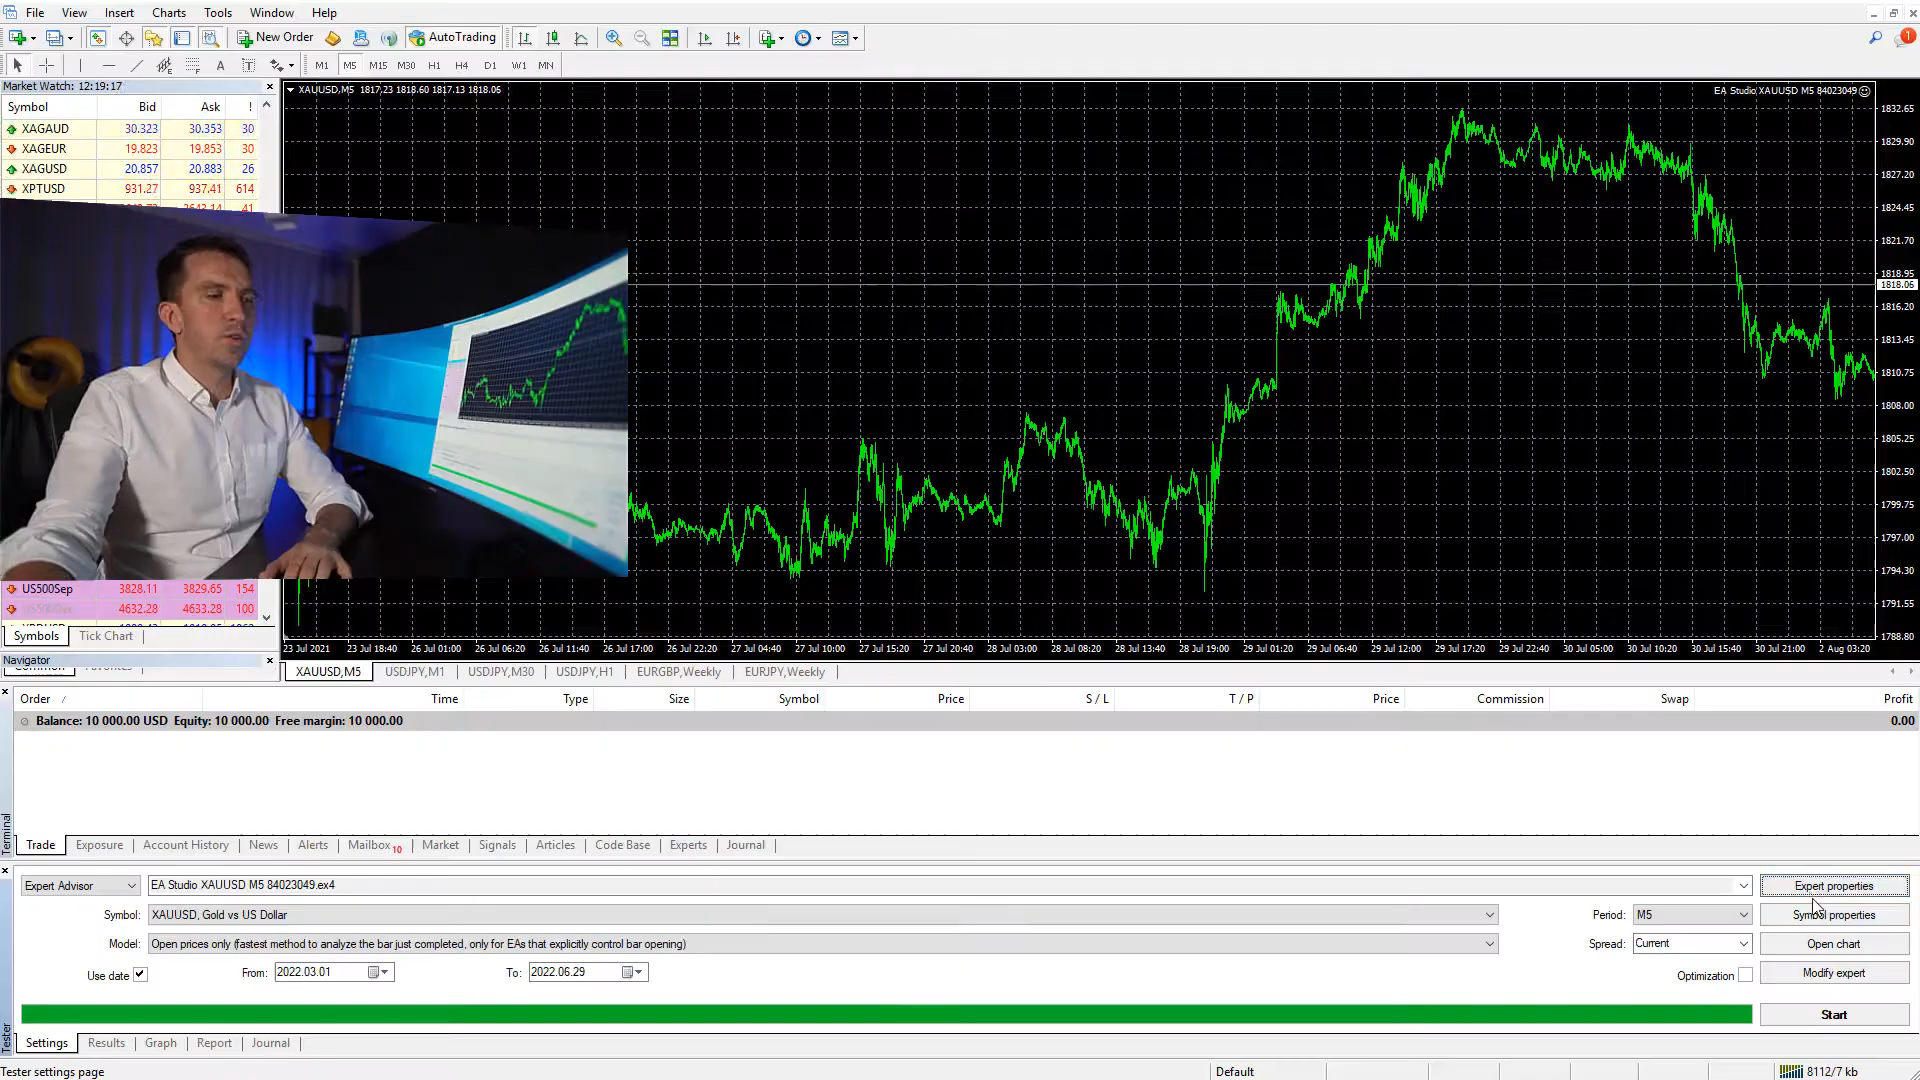 File View Insert Charts Tools Window Help
New Order AutoTrading
A T M1 M5 M15 M30 H1 H4 D1 W1 MN
Market Watch: 12:19:17
Symbol Bid Ask !
XAGAUD 30.323 30.353 30
XAGEUR 19.823 19.853 30
XAGUSD 20.857 20.883 26
XPTUSD 931.27 937.41 614
US500Sep 3828.11 3829.65 154
4632.28 4633.28 100
Symbols Tick Chart
Navigator
XAUUSD,M5 1817.23 1818.60 1817.13 1818.06
EA Studio XAUUSD M5 84023049
1832.65
1829.90
1827.20
1824.45
1821.70
1818.95
1818.06
1816.20
1813.45
1810.75
1808.00
1805.25
1802.50
1799.75
1797.00
1794.30
1791.55
1788.80
23 Jul 2021 23 Jul 18:40 26 Jul 01:00 26 Jul 06:20 26 Jul 11:40 26 Jul 17:00 26 Jul 22:20 27 Jul 04:40 27 Jul 10:00 27 Jul 15:20 27 Jul 20:40 28 Jul 03:00 28 Jul 08:20 28 Jul 13:40 28 Jul 19:00 29 Jul 01:20 29 Jul 06:40 29 Jul 12:00 29 Jul 17:20 29 Jul 22:40 30 Jul 05:00 30 Jul 10:20 30 Jul 15:40 30 Jul 21:00 2 Aug 03:20
XAUUSD,M5 USDJPY,M1 USDJPY,M30 USDJPY,H1 EURGBP,Weekly EURJPY,Weekly
Order / Time Type Size Symbol Price S / L T / P Price Commission Swap Profit
Balance: 10 000.00 USD Equity: 10 000.00 Free margin: 10 000.00 0.00
Terminal
Trade Exposure Account History News Alerts Mailbox 10 Market Signals Articles Code Base Experts Journal
Expert Advisor EA Studio XAUUSD M5 84023049.ex4 Expert properties
Symbol: XAUUSD, Gold vs US Dollar Period: M5 Symbol properties
Model: Open prices only (fastest method to analyze the bar just completed, only for EAs that explicitly control bar opening) Spread: Current Open chart
Use date From: 2022.03.01 To: 2022.06.29 Optimization Modify expert
Start
Tester
Settings Results Graph Report Journal
Tester settings page Default 8112/7 kb
1